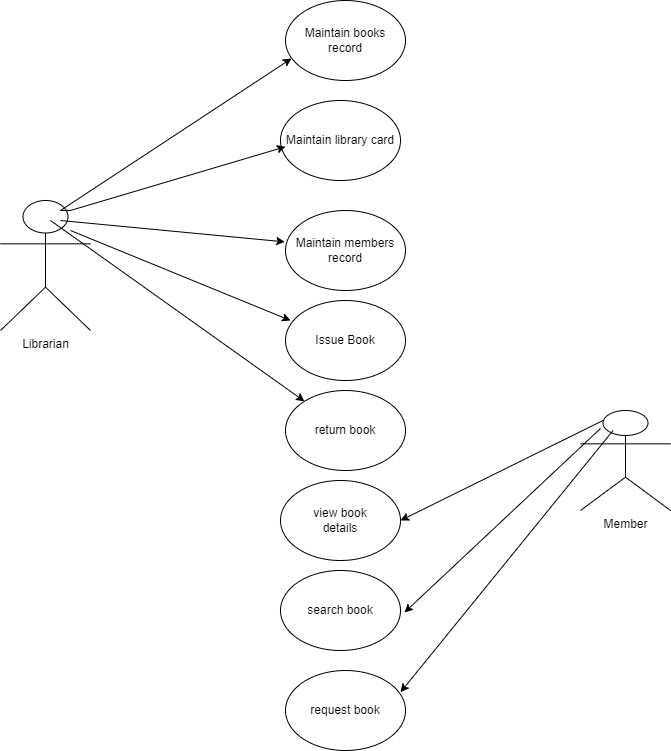 Maintain books
record
Maintain library card
Maintain members
record
Librarian
Issue Book
return book
view book
details
Member
search book
request book